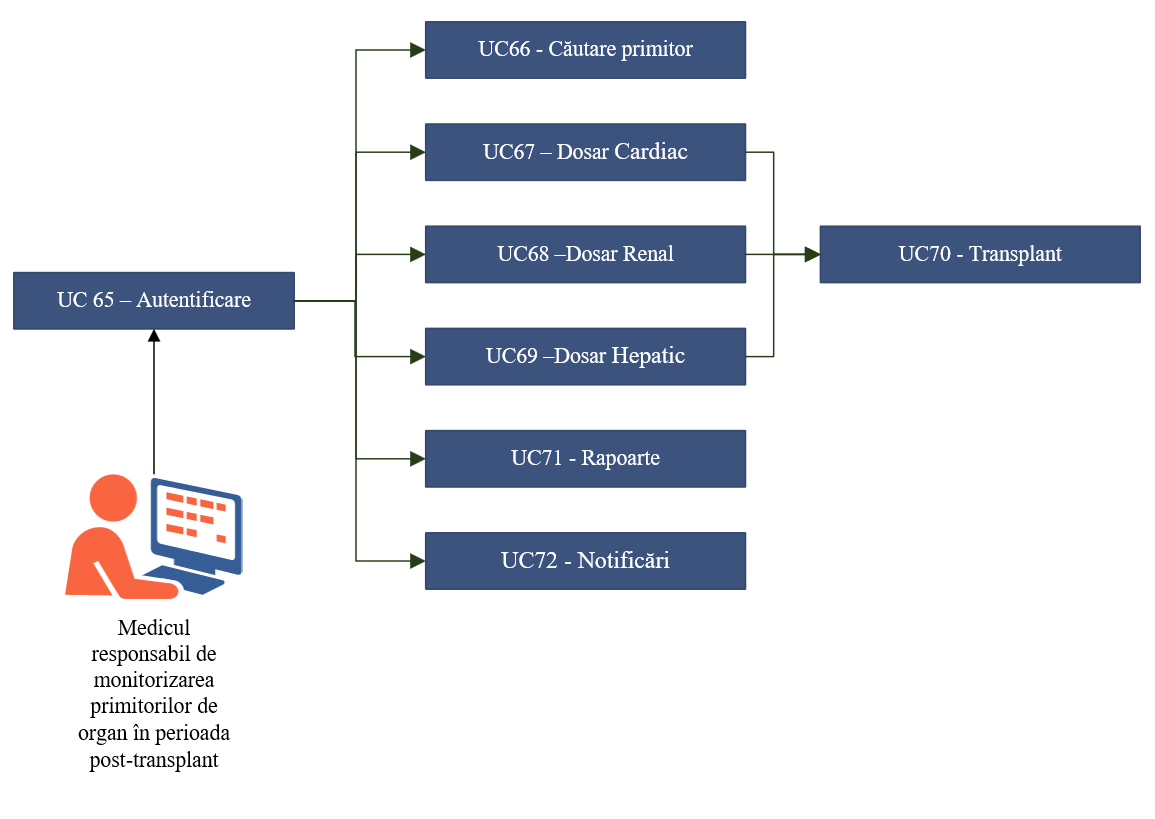 UC66 - Căutare primitor
UC67 – Dosar Cardiac
UC68 –Dosar Renal
UC70 - Transplant
UC 65 – Autentificare
UC69 –Dosar Hepatic
UC71 - Rapoarte
UC72 - Notificări
Medicul
responsabil de
monitorizarea
primitorilor de
organ în perioada
post-transplant